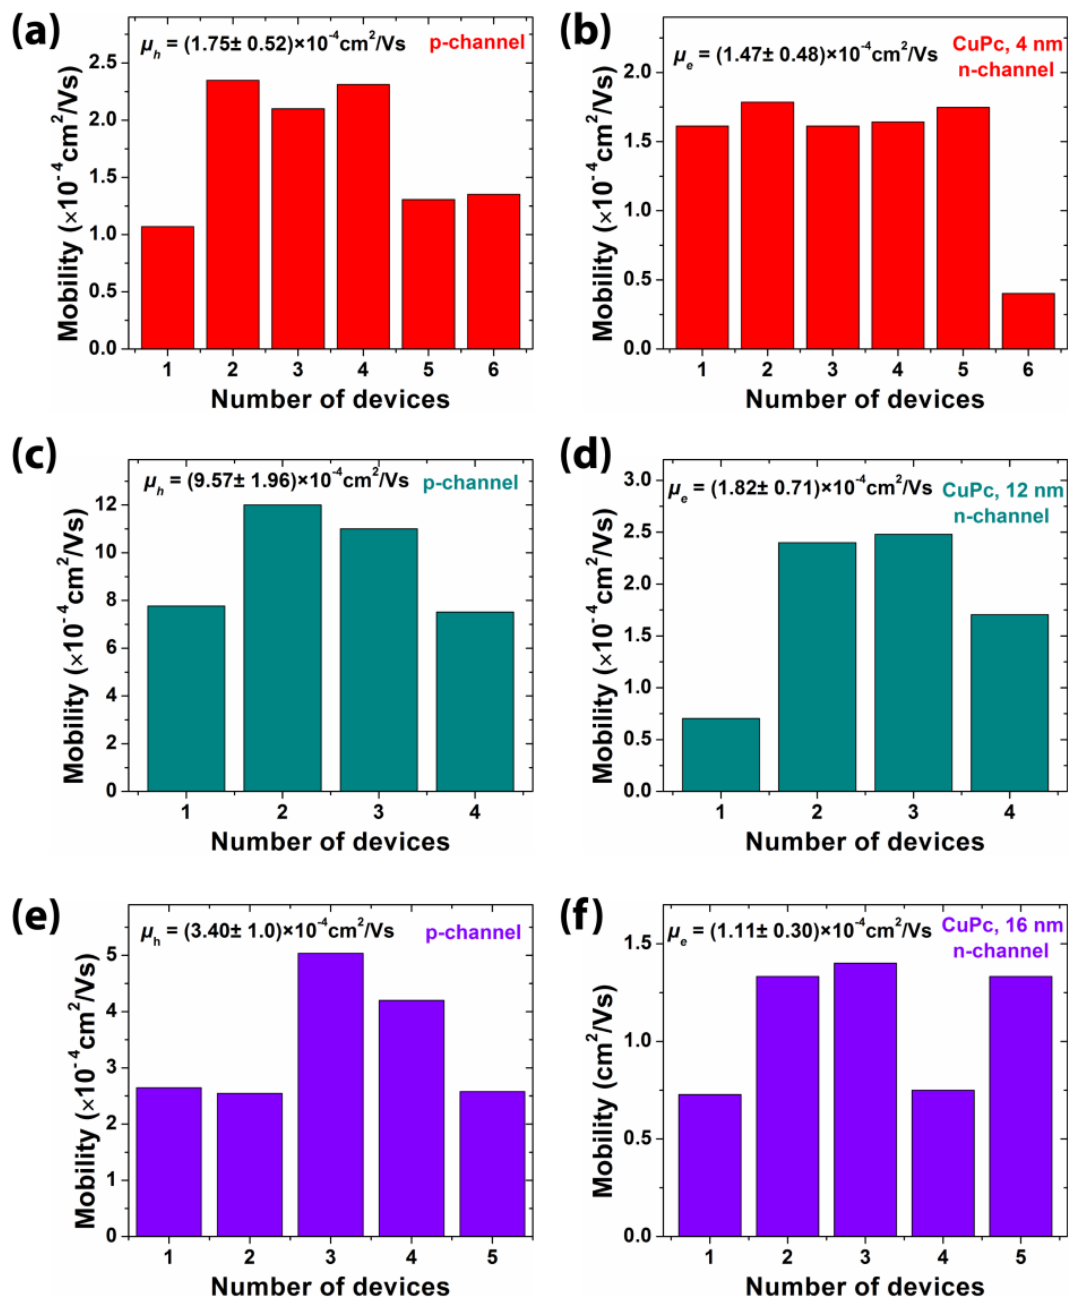 (a)
μh = (1.75± 0.52)×10⁻⁴cm²/Vs
p-channel
Mobility (×10⁻⁴cm²/Vs)
2.5
2.0
1.5
1.0
0.5
0.0
1 2 3 4 5 6
Number of devices
(b)
μe = (1.47± 0.48)×10⁻⁴cm²/Vs
CuPc, 4 nm
n-channel
Mobility (×10⁻⁴cm²/Vs)
2.0
1.5
1.0
0.5
0.0
1 2 3 4 5 6
Number of devices
(c)
μh = (9.57± 1.96)×10⁻⁴cm²/Vs
p-channel
Mobility (×10⁻⁴cm²/Vs)
12
10
8
6
4
2
0
1 2 3 4
Number of devices
(d)
μe = (1.82± 0.71)×10⁻⁴cm²/Vs
CuPc, 12 nm
n-channel
Mobility (×10⁻⁴cm²/Vs)
3.0
2.5
2.0
1.5
1.0
0.5
0.0
1 2 3 4
Number of devices
(e)
μh = (3.40± 1.0)×10⁻⁴cm²/Vs
p-channel
Mobility (×10⁻⁴cm²/Vs)
5
4
3
2
1
0
1 2 3 4 5
Number of devices
(f)
μe = (1.11± 0.30)×10⁻⁴cm²/Vs
CuPc, 16 nm
n-channel
Mobility (cm²/Vs)
1.5
1.0
0.5
0.0
1 2 3 4 5
Number of devices